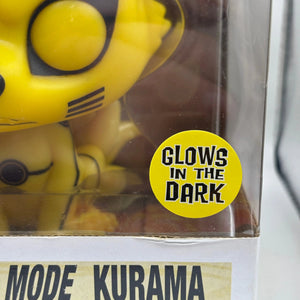 GLOWS
IN THE
DARK
MODE KURAMA